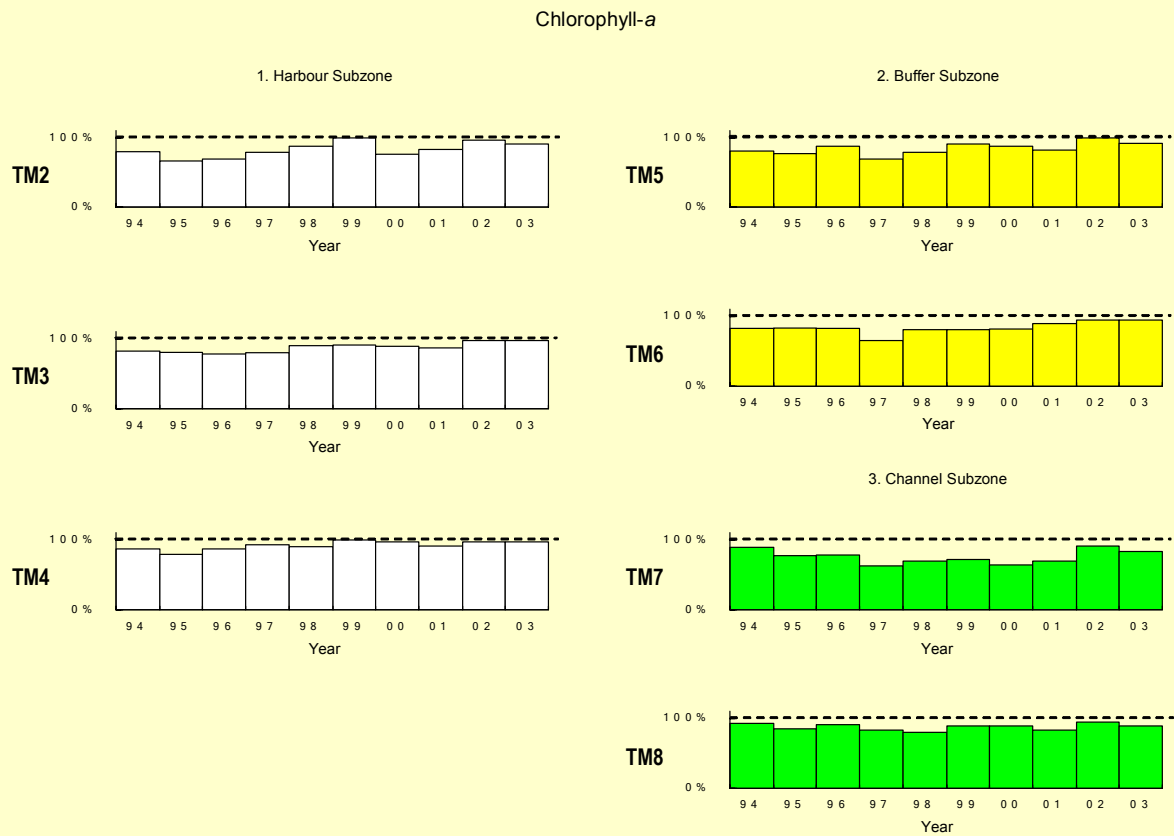 Chlorophyll-a
1. Harbour Subzone
100%
TM2
0%
94 95 96 97 98 99 00 01 02 03
Year
100%
TM3
0%
94 95 96 97 98 99 00 01 02 03
Year
100%
TM4
0%
94 95 96 97 98 99 00 01 02 03
Year
2. Buffer Subzone
100%
TM5
0%
94 95 96 97 98 99 00 01 02 03
Year
100%
TM6
0%
94 95 96 97 98 99 00 01 02 03
Year
3. Channel Subzone
100%
TM7
0%
94 95 96 97 98 99 00 01 02 03
Year
100%
TM8
0%
94 95 96 97 98 99 00 01 02 03
Year